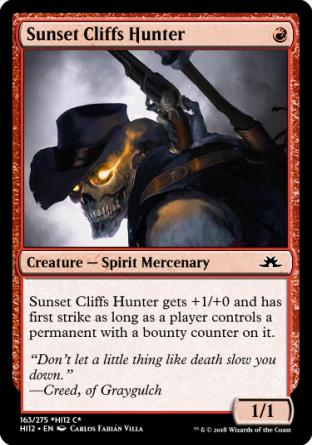 Sunset Cliffs Hunter
Creature — Spirit Mercenary
Sunset Cliffs Hunter gets +1/+0 and has
first strike as long as a player controls a
permanent with a bounty counter on it.
“Don’t let a little thing like death slow you
down.”
—Creed, of Graygulch
1/1
163/275 *HI12 C*
HI12 • EN Carlos Fabián Villa
™ & © 2018 Wizards of the Coast